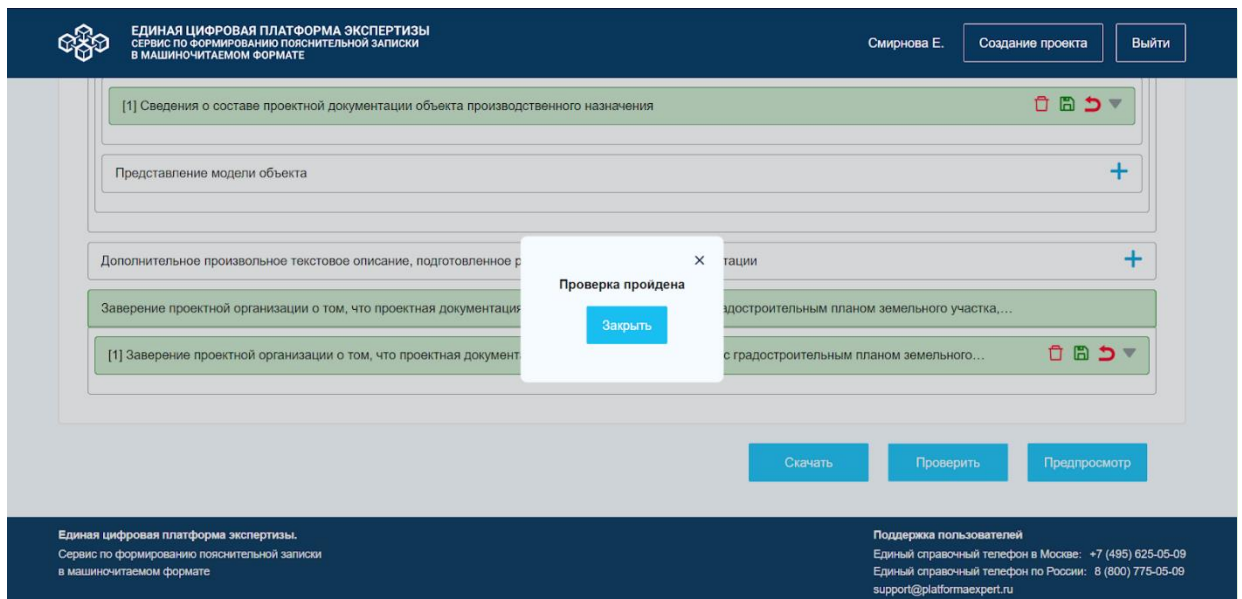 ЕДИНАЯ ЦИФРОВАЯ ПЛАТФОРМА ЭКСПЕРТИЗЫ
СЕРВИС ПО ФОРМИРОВАНИЮ ПОЯСНИТЕЛЬНОЙ ЗАПИСКИ
В МАШИНОЧИТАЕМОМ ФОРМАТЕ
Смирнова Е.
Создание проекта
Выйти
[1] Сведения о составе проектной документации объекта производственного назначения
Представление модели объекта
Дополнительное произвольное текстовое описание, подготовленное р
тации
Заверение проектной организации о том, что проектная документация
адостроительным планом земельного участка,...
[1] Заверение проектной организации о том, что проектная документ
с градостроительным планом земельного...
Проверка пройдена
Закрыть
Скачать
Проверить
Предпросмотр
Единая цифровая платформа экспертизы.
Сервис по формированию пояснительной записки
в машиночитаемом формате
Поддержка пользователей
Единый справочный телефон в Москве: +7 (495) 625-05-09
Единый справочный телефон по России: 8 (800) 775-05-09
support@platformaexpert.ru